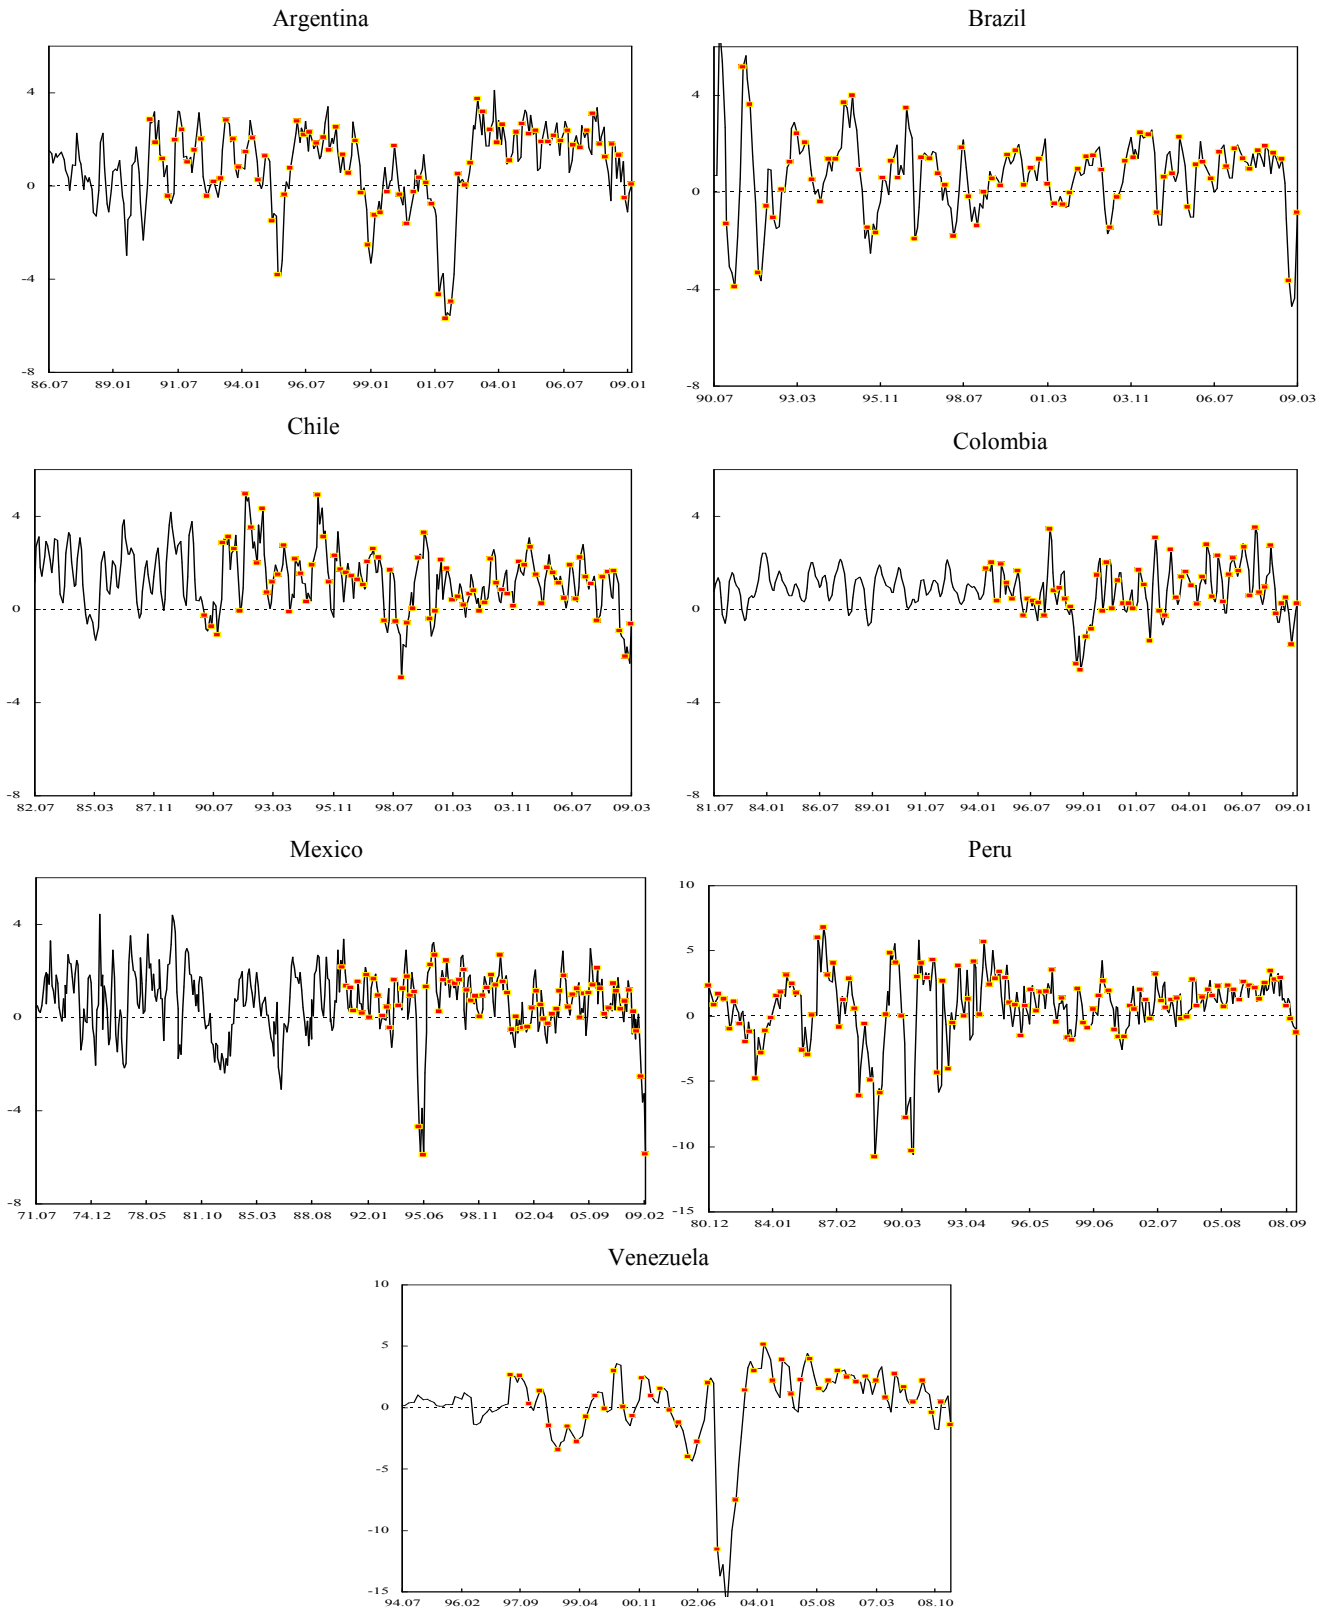 Argentina
4
0
-4
-8
86.07 89.01 91.07 94.01 96.07 99.01 01.07 04.01 06.07 09.01
Brazil
4
0
-4
-8
90.07 93.03 95.11 98.07 01.03 03.11 06.07 09.03
Chile
4
0
-4
-8
82.07 85.03 87.11 90.07 93.03 95.11 98.07 01.03 03.11 06.07 09.03
Colombia
4
0
-4
-8
81.07 84.01 86.07 89.01 91.07 94.01 96.07 99.01 01.07 04.01 06.07 09.01
Mexico
4
0
-4
-8
71.07 74.12 78.05 81.10 85.03 88.08 92.01 95.06 98.11 02.04 05.09 09.02
Peru
10
5
0
-5
-10
-15
80.12 84.01 87.02 90.03 93.04 96.05 99.06 02.07 05.08 08.09
Venezuela
10
5
0
-5
-10
-15
94.07 96.02 97.09 99.04 00.11 02.06 04.01 05.08 07.03 08.10